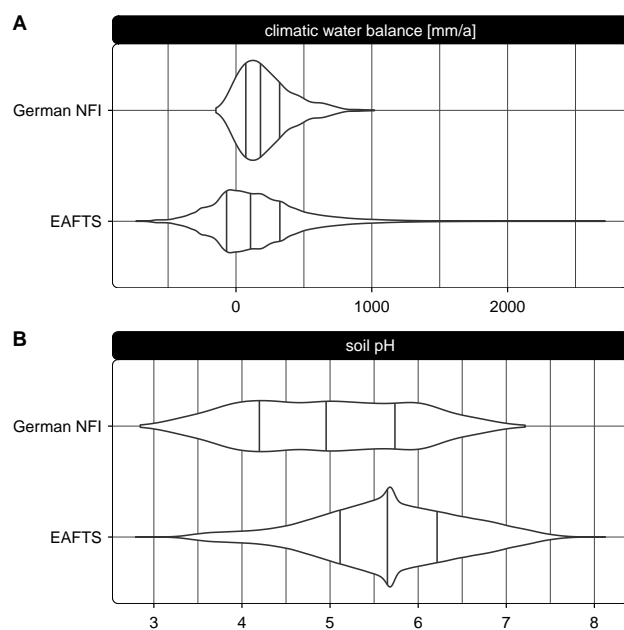 A
climatic water balance [mm/a]
German NFI
EAFTS
0 1000 2000
B
soil pH
German NFI
EAFTS
3 4 5 6 7 8